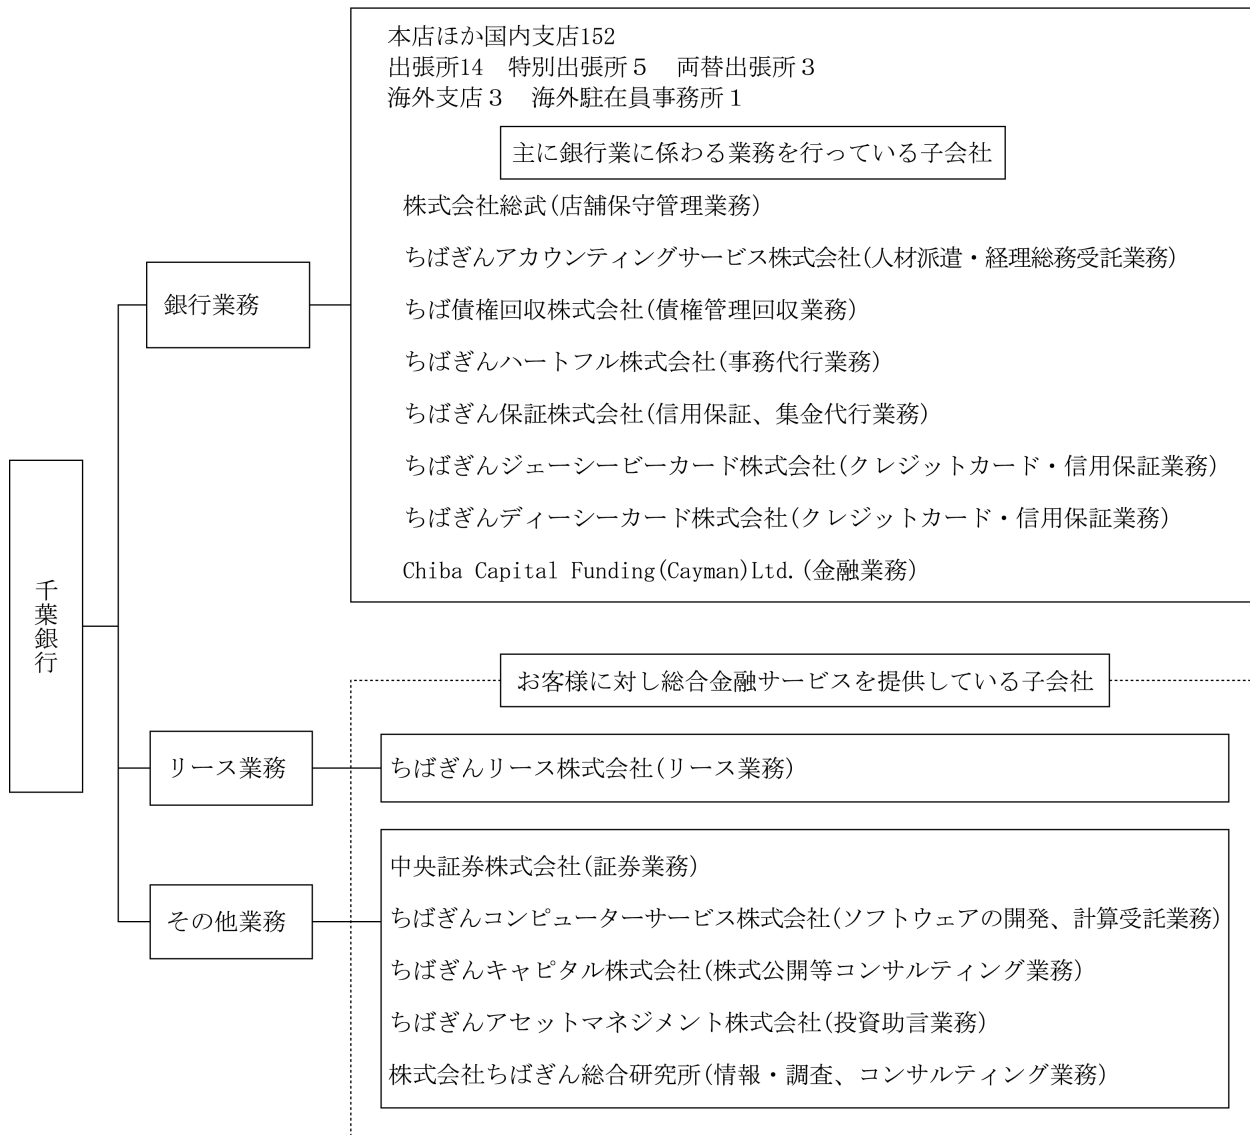 本店ほか国内支店152
出張所14　特別出張所５　両替出張所３
海外支店３　海外駐在員事務所１
主に銀行業に係わる業務を行っている子会社
株式会社総武(店舗保守管理業務)
ちばぎんアカウンティングサービス株式会社(人材派遣・経理総務受託業務)
銀行業務
ちば債権回収株式会社(債権管理回収業務)
ちばぎんハートフル株式会社(事務代行業務)
ちばぎん保証株式会社(信用保証、集金代行業務)
ちばぎんジェーシービーカード株式会社(クレジットカード・信用保証業務)
ちばぎんディーシーカード株式会社(クレジットカード・信用保証業務)
Chiba Capital Funding(Cayman)Ltd.(金融業務)
千葉銀行
お客様に対し総合金融サービスを提供している子会社
リース業務
ちばぎんリース株式会社(リース業務)
その他業務
中央証券株式会社(証券業務)
ちばぎんコンピューターサービス株式会社(ソフトウェアの開発、計算受託業務)
ちばぎんキャピタル株式会社(株式公開等コンサルティング業務)
ちばぎんアセットマネジメント株式会社(投資助言業務)
株式会社ちばぎん総合研究所(情報・調査、コンサルティング業務)